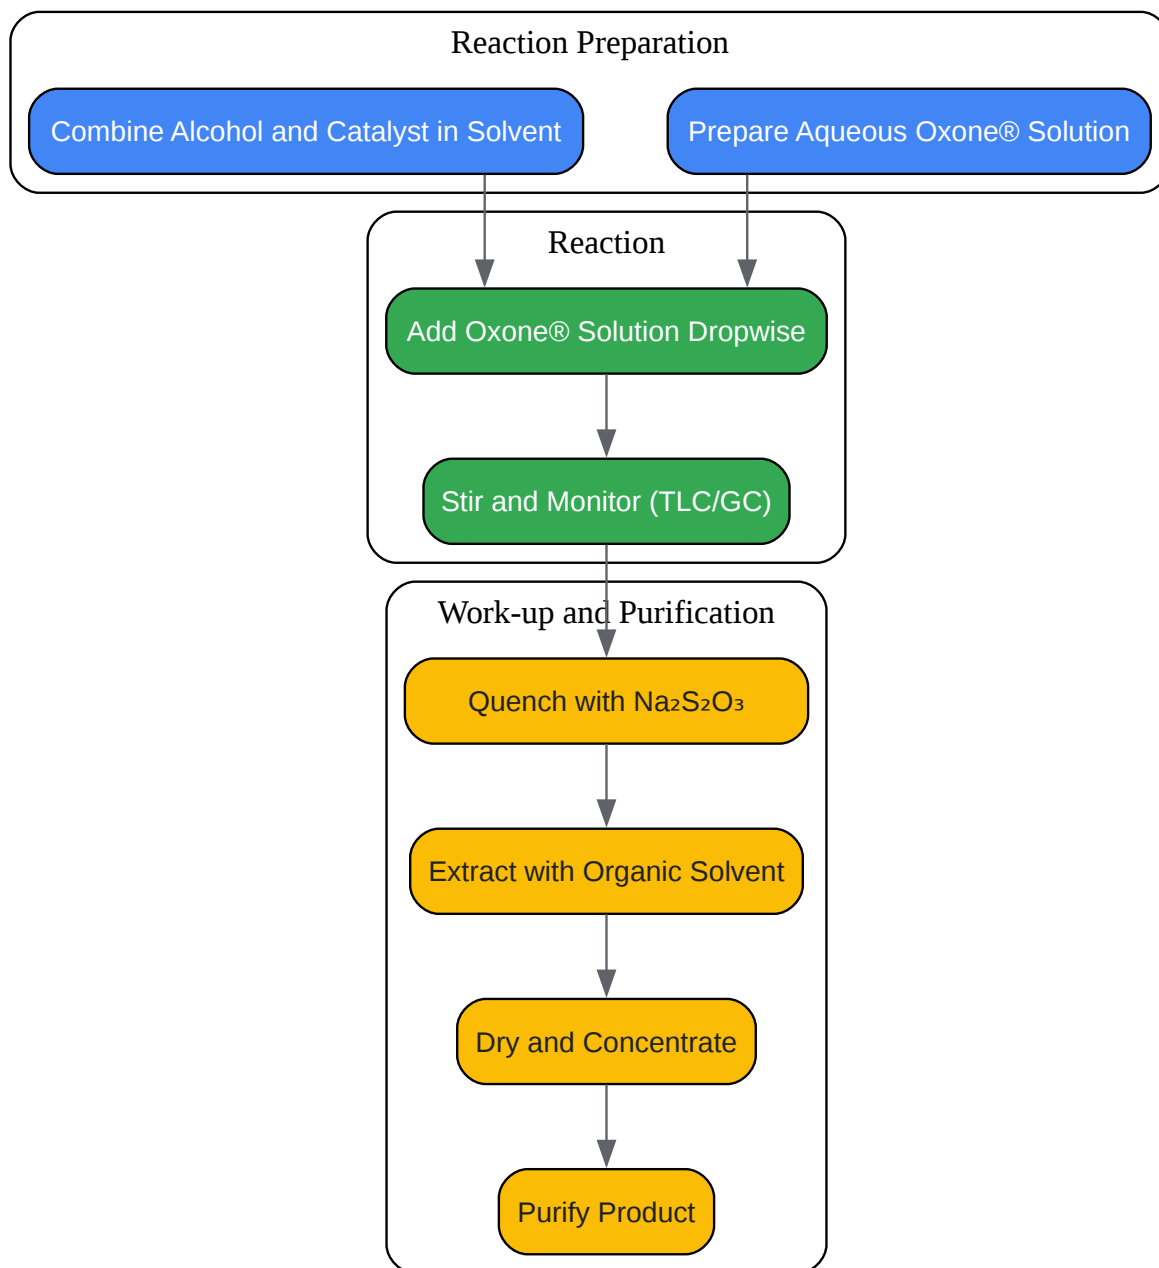 Reaction Preparation
Combine Alcohol and Catalyst in Solvent
Prepare Aqueous Oxone® Solution
Reaction
Add Oxone® Solution Dropwise
Stir and Monitor (TLC/GC)
Work-up and Purification
Quench with Na₂S₂O₃
Extract with Organic Solvent
Dry and Concentrate
Purify Product